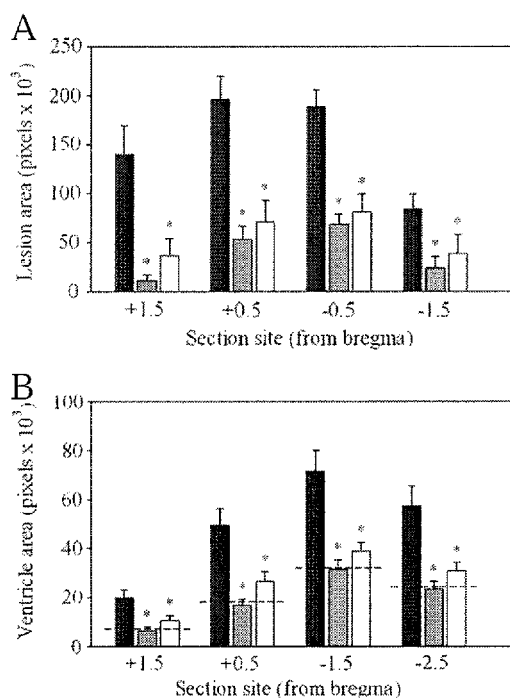 A
Lesion area (pixels x 10³)
250
200
150
100
50
0
* * * * * * * *
+1.5 +0.5 -0.5 -1.5
Section site (from bregma)
B
Ventricle area (pixels x 10³)
100
80
60
40
20
0
* * * * * * * *
+1.5 +0.5 -1.5 -2.5
Section site (from bregma)